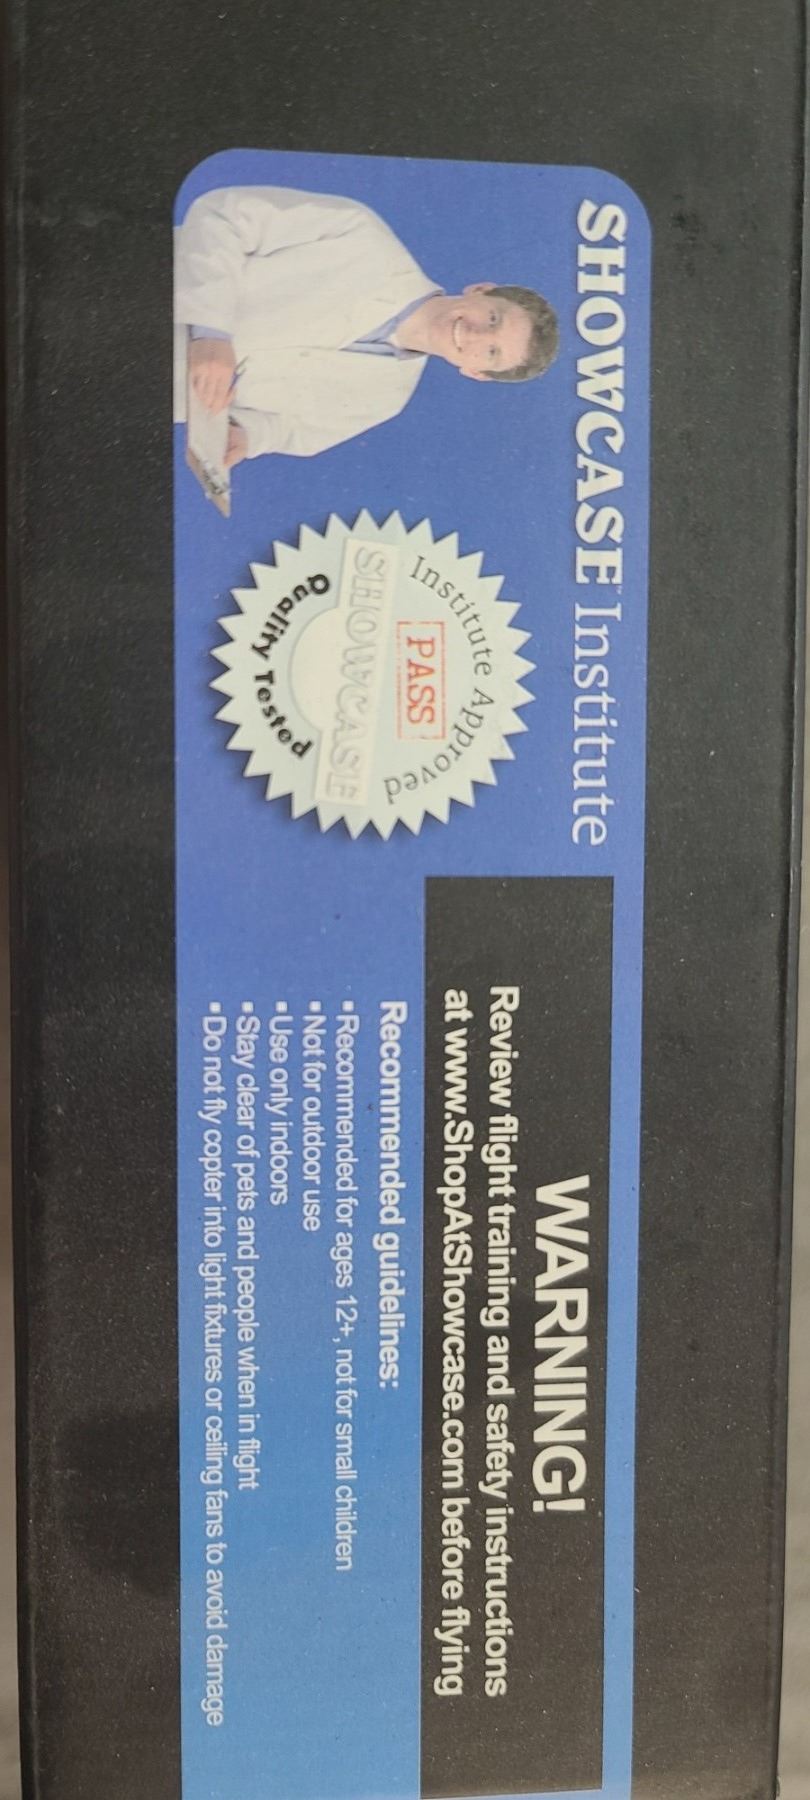 SHOWCASE Institute
Institute Approved
PASS
SHOWCASE
Quality Tested
WARNING!
Review flight training and safety instructions
at www.ShopAtShowcase.com before flying
Recommended guidelines:
▪Recommended for ages 12+, not for small children
▪Not for outdoor use
▪Use only indoors
▪Stay clear of pets and people when in flight
▪Do not fly copter into light fixtures or ceiling fans to avoid damage